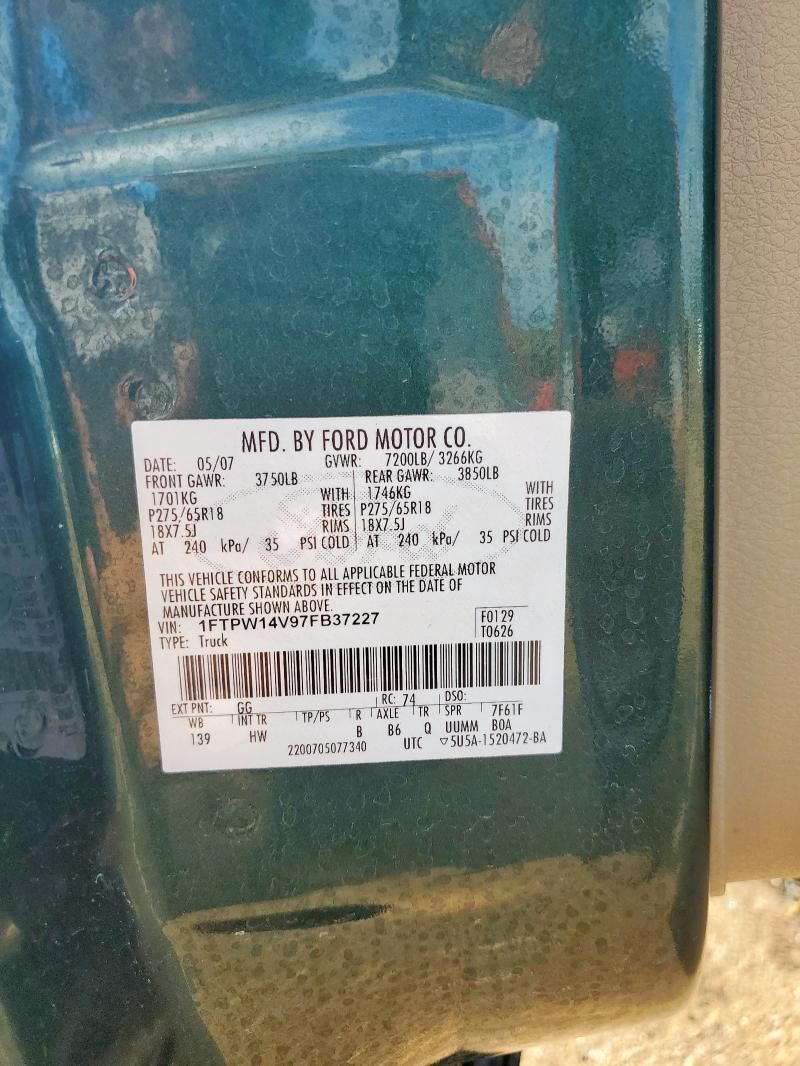 MFD. BY FORD MOTOR CO.
DATE: 05/07 GVWR: 7200LB/ 3266KG
FRONT GAWR: 3750LB REAR GAWR: 3850LB
1701KG WITH 1746KG WITH
P275/65R18 TIRES P275/65R18 TIRES
18X7.5J RIMS 18X7.5J RIMS
AT 240 kPa/ 35 PSI COLD AT 240 kPa/ 35 PSI COLD
THIS VEHICLE CONFORMS TO ALL APPLICABLE FEDERAL MOTOR
VEHICLE SAFETY STANDARDS IN EFFECT ON THE DATE OF
MANUFACTURE SHOWN ABOVE.
VIN: 1FTPW14V97FB37227 F0129
TYPE: Truck T0626
EXT PNT: GG RC: 74 DSO:
WB INT TR TP/PS R AXLE TR SPR 7F61F
139 HW B B6 Q UUMM BOA
2200705077340 UTC ▽5U5A-1520472-BA